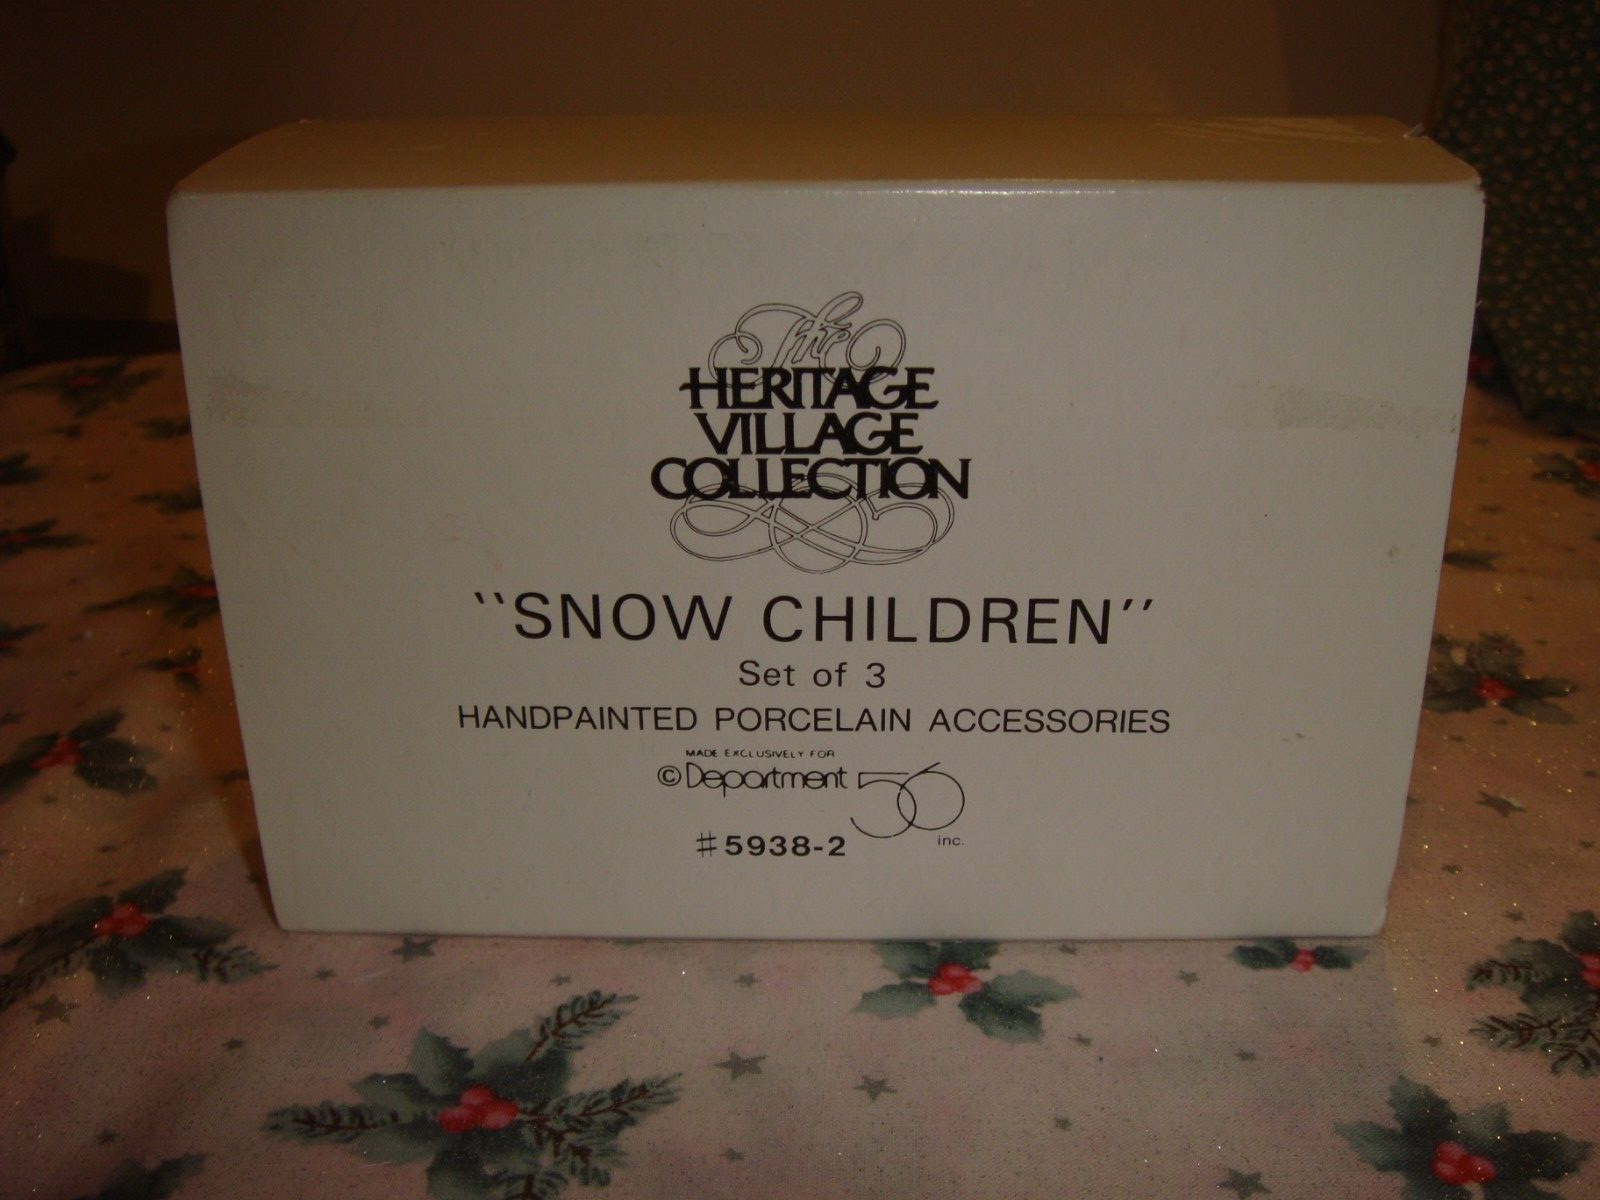 The
HERITAGE
VILLAGE
COLLECTION
"SNOW CHILDREN"
Set of 3
HANDPAINTED PORCELAIN ACCESSORIES
MADE EXCLUSIVELY FOR
© Department 56 inc.
#5938-2